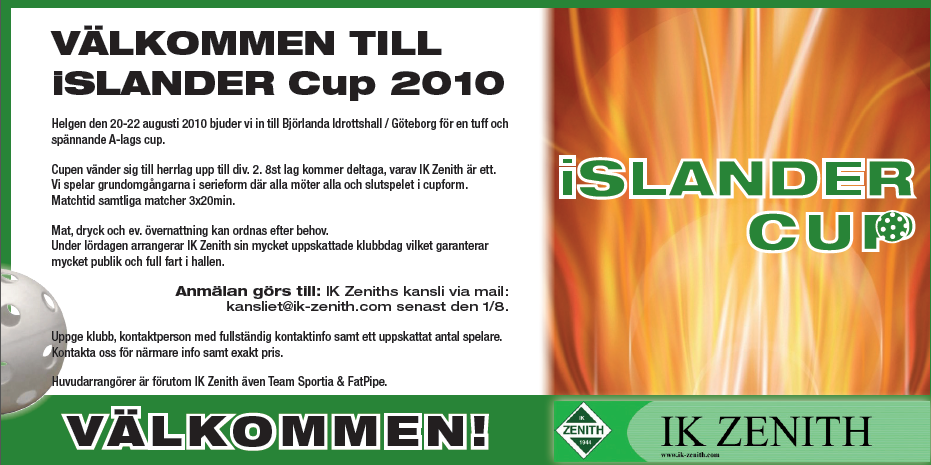 VÄLKOMMEN TILL
iSLANDER Cup 2010
Helgen den 20-22 augusti 2010 bjuder vi in till Björlanda Idrottshall / Göteborg för en tuff och
spännande A-lags cup.
Cupen vänder sig till herrlag upp till div. 2. 8st lag kommer deltaga, varav IK Zenith är ett.
Vi spelar grundomgångarna i serieform där alla möter alla och slutspelet i cupform.
Matchtid samtliga matcher 3x20min.
Mat, dryck och ev. övernattning kan ordnas efter behov.
Under lördagen arrangerar IK Zenith sin mycket uppskattade klubbdag vilket garanterar
mycket publik och full fart i hallen.
Anmälan görs till: IK Zeniths kansli via mail:
kansliet@ik-zenith.com senast den 1/8.
Uppge klubb, kontaktperson med fullständig kontaktinfo samt ett uppskattat antal spelare.
Kontakta oss för närmare info samt exakt pris.
Huvudarrangörer är förutom IK Zenith även Team Sportia & FatPipe.
VÄLKOMMEN!
iSLANDER
CUP
IK
ZENITH
1944
IK ZENITH
www.ik-zenith.com